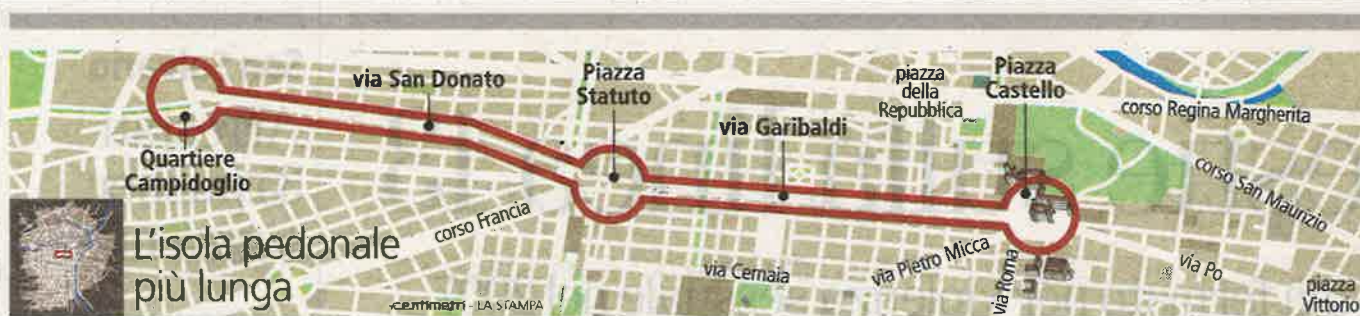 via San Donato
Piazza
Statuto
piazza
della
Repubblica
Piazza
Castello
corso Regina Margherita
via Garibaldi
Quartiere
Campidoglio
corso San Maurizio
corso Francia
L'isola pedonale
più lunga
via Cernaia
via Pietro Micca
via Roma
via Po
piazza
Vittorio
centimetri - LA STAMPA